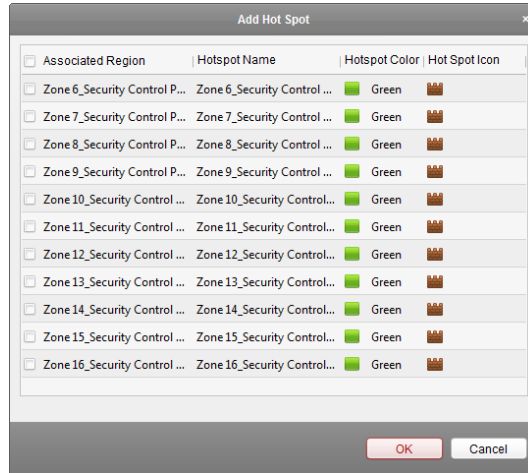 Add Hot Spot
Associated Region Hotspot Name Hotspot Color Hot Spot Icon
Zone 6_Security Control P... Zone 6_Security Control ... Green
Zone 7_Security Control P... Zone 7_Security Control ... Green
Zone 8_Security Control P... Zone 8_Security Control ... Green
Zone 9_Security Control P... Zone 9_Security Control ... Green
Zone 10_Security Control ... Zone 10_Security Control... Green
Zone 11_Security Control ... Zone 11_Security Control... Green
Zone 12_Security Control ... Zone 12_Security Control... Green
Zone 13_Security Control ... Zone 13_Security Control... Green
Zone 14_Security Control ... Zone 14_Security Control... Green
Zone 15_Security Control ... Zone 15_Security Control... Green
Zone 16_Security Control ... Zone 16_Security Control... Green
OK Cancel